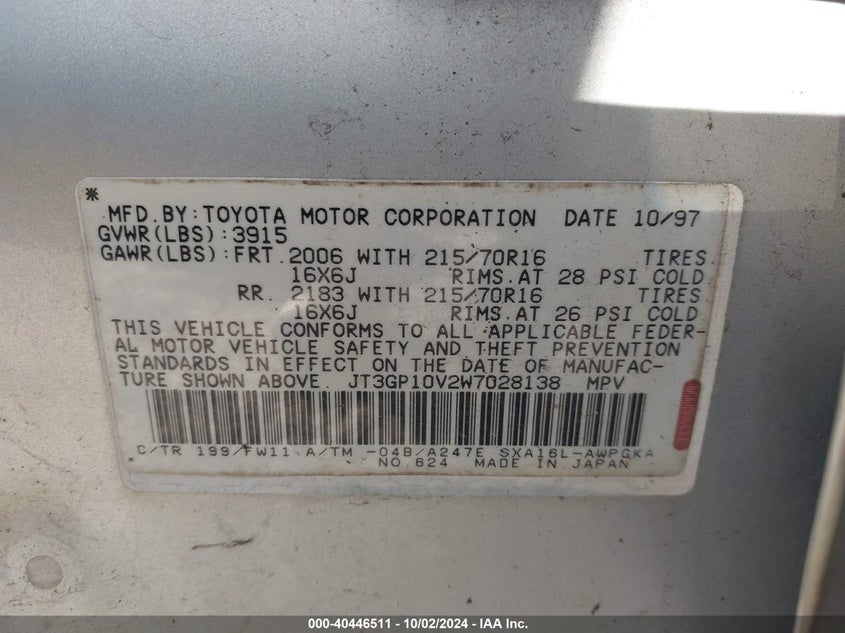 * MFD. BY: TOYOTA MOTOR CORPORATION DATE 10/97
GVWR(LBS):3915
GAWR(LBS):FRT. 2006 WITH 215/70R16 TIRES
16X6J RIMS.AT 28 PSI COLD
RR. 2183 WITH 215/70R16 TIRES
16X6J RIMS.AT 26 PSI COLD
THIS VEHICLE CONFORMS TO ALL APPLICABLE FEDER-
AL MOTOR VEHICLE SAFETY AND THEFT PREVENTION
STANDARDS IN EFFECT ON THE DATE OF MANUFAC-
TURE SHOWN ABOVE. JT3GP10V2W7028138 MPV
C/TR 199/FW11 A/TM -04B/A247E SXA16L-AWPGKA
NO.624 MADE IN JAPAN
000-40446511 - 10/02/2024 - IAA Inc.